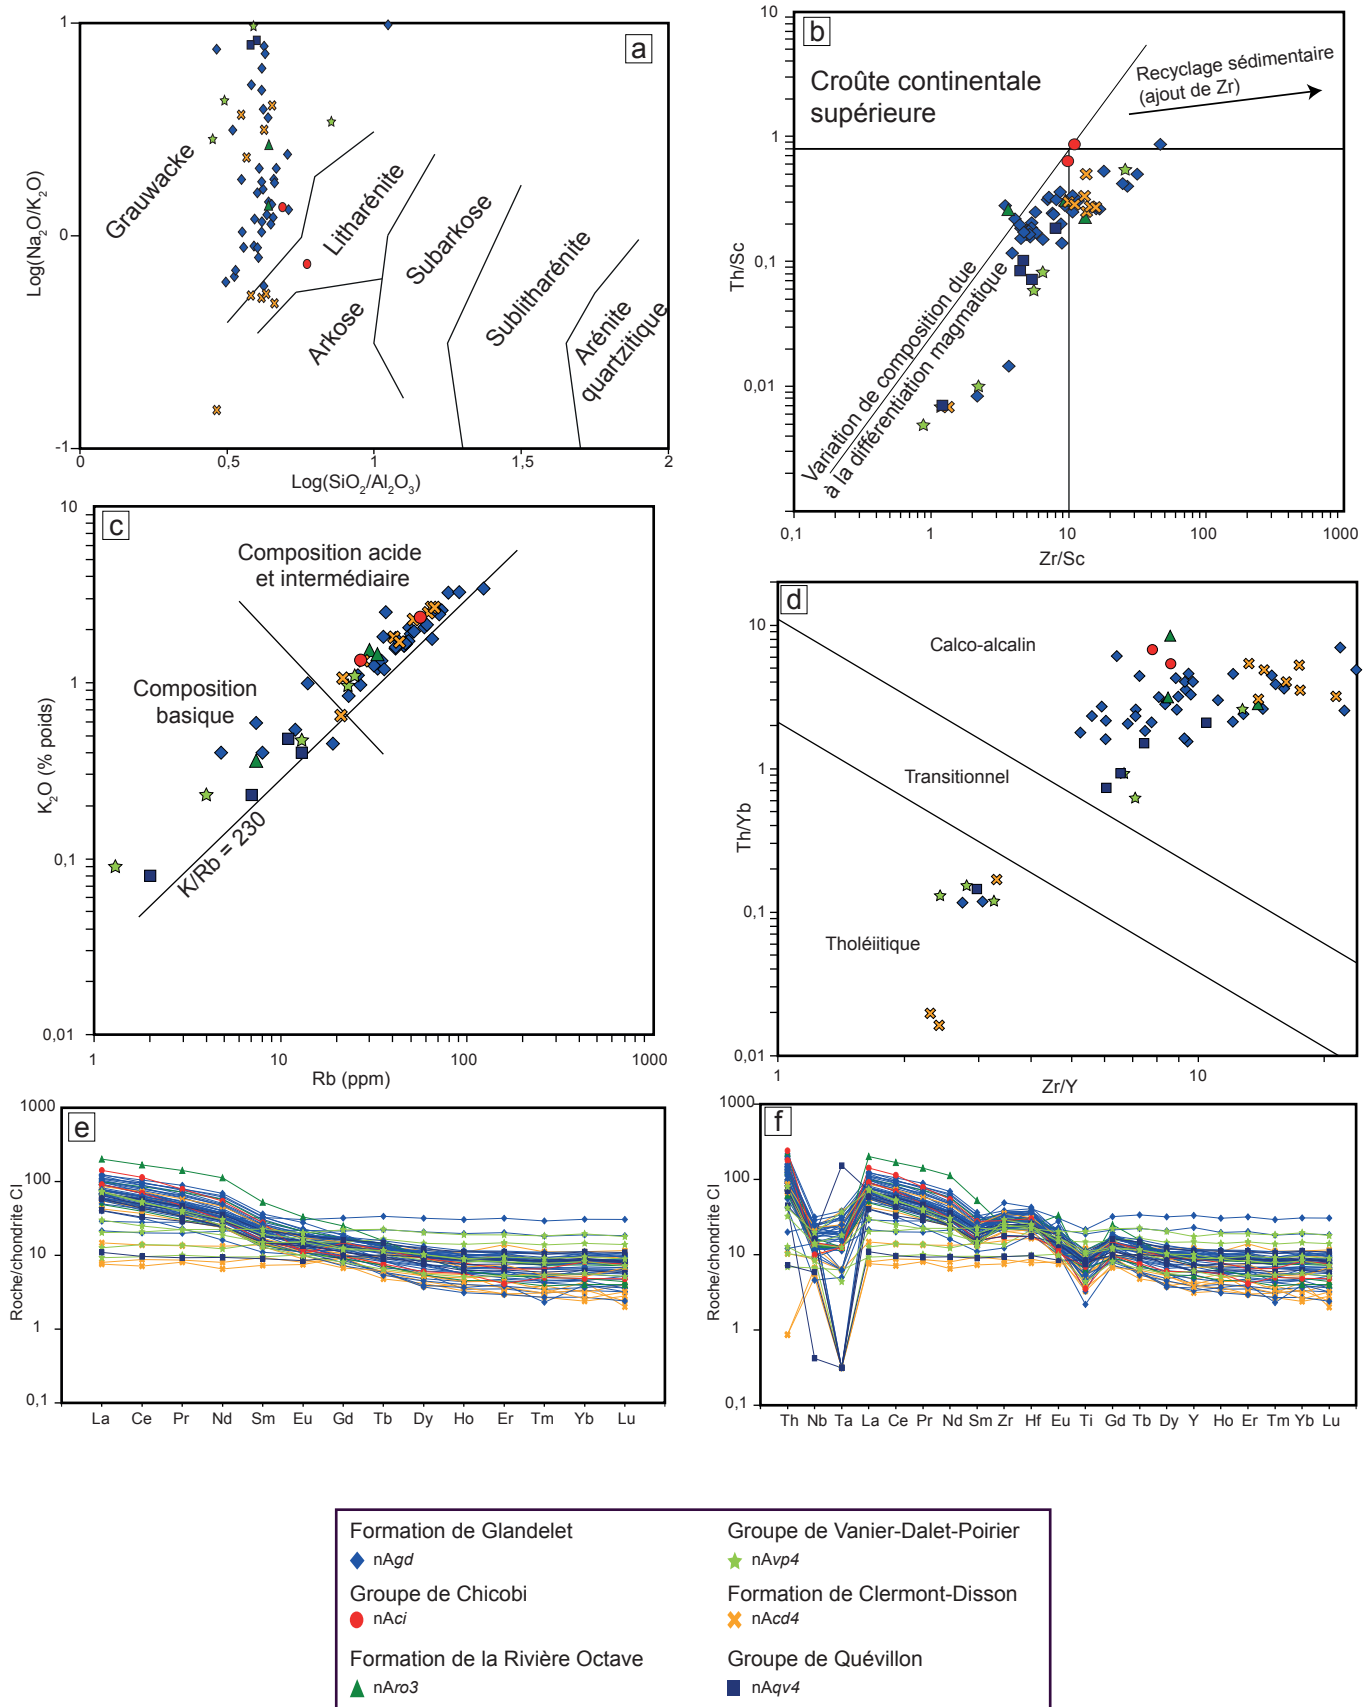 a
1
0
-1
Log(Na2O/K2O)
Grauwacke
Litharénite
Subarkose
Arkose
Sublitharénite
Arénite
quartzitique
0
0,5
1
1,5
2
Log(SiO2/Al2O3)
b
10
1
0,1
0,01
Th/Sc
Croûte continentale
supérieure
Recyclage sédimentaire
(ajout de Zr)
Variation de composition due
à la différentiation magmatique
0,1
1
10
100
1000
Zr/Sc
c
10
1
0,1
0,01
K2O (% poids)
Composition acide
et intermédiaire
Composition
basique
K/Rb = 230
1
10
100
1000
Rb (ppm)
d
10
1
0,1
0,01
Th/Yb
Calco-alcalin
Transitionnel
Tholéiitique
1
10
Zr/Y
e
1000
100
10
1
0,1
Roche/chondrite CI
La Ce Pr Nd Sm Eu Gd Tb Dy Ho Er Tm Yb Lu
f
1000
100
10
1
0,1
Roche/chondrite CI
Th Nb Ta La Ce Pr Nd Sm Zr Hf Eu Ti Gd Tb Dy Y Ho Er Tm Yb Lu
Formation de Glandelet
nAgd
Groupe de Chicobi
nAci
Formation de la Rivière Octave
nAro3
Groupe de Vanier-Dalet-Poirier
nAvp4
Formation de Clermont-Disson
nAcd4
Groupe de Quévillon
nAqv4